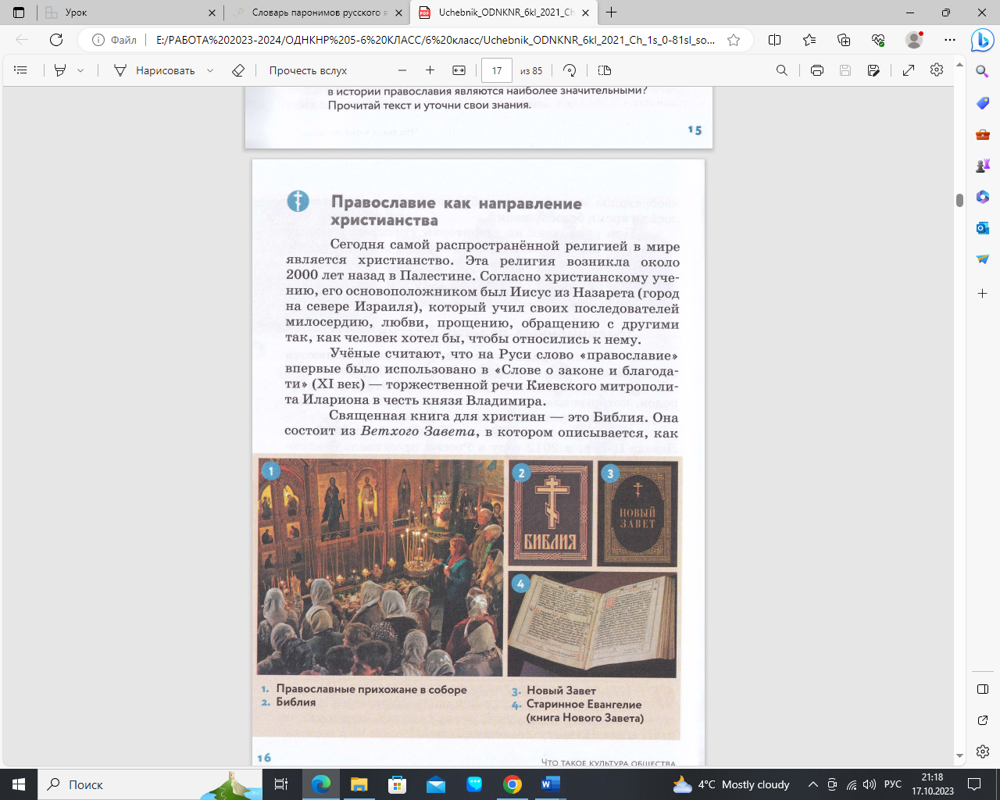 Урок
Словарь паронимов русского я
Uchebnik_ODNKNR_6kl_2021_Ch
Файл
E:/РАБОТА%202023-2024/ОДНКНР%205-6%20КЛАСС/6%20класс/Uchebnik_ODNKNR_6kl_2021_Ch_1s_0-81sl_so...
Нарисовать
Прочесть вслух
17
из 85
в истории православия являются наиболее значительными?
Прочитай текст и уточни свои знания.
15
Православие как направление
христианства
Сегодня самой распространённой религией в мире
является христианство. Эта религия возникла около
2000 лет назад в Палестине. Согласно христианскому уче-
нию, его основоположником был Иисус из Назарета (город
на севере Израиля), который учил своих последователей
милосердию, любви, прощению, обращению с другими
так, как человек хотел бы, чтобы относились к нему.
Учёные считают, что на Руси слово «православие»
впервые было использовано в «Слове о законе и благода-
ти» (XI век) — торжественной речи Киевского митрополи-
та Илариона в честь князя Владимира.
Священная книга для христиан — это Библия. Она
состоит из Ветхого Завета, в котором описывается, как
1
2
3
БИБЛИЯ
НОВЫЙ
ЗАВЕТ
4
1. Православные прихожане в соборе
2. Библия
3. Новый Завет
4. Старинное Евангелие
(книга Нового Завета)
16
ЧТО ТАКОЕ КУЛЬТУРА ОБЩЕСТВА
Поиск
4°C Mostly cloudy
РУС
21:18
17.10.2023